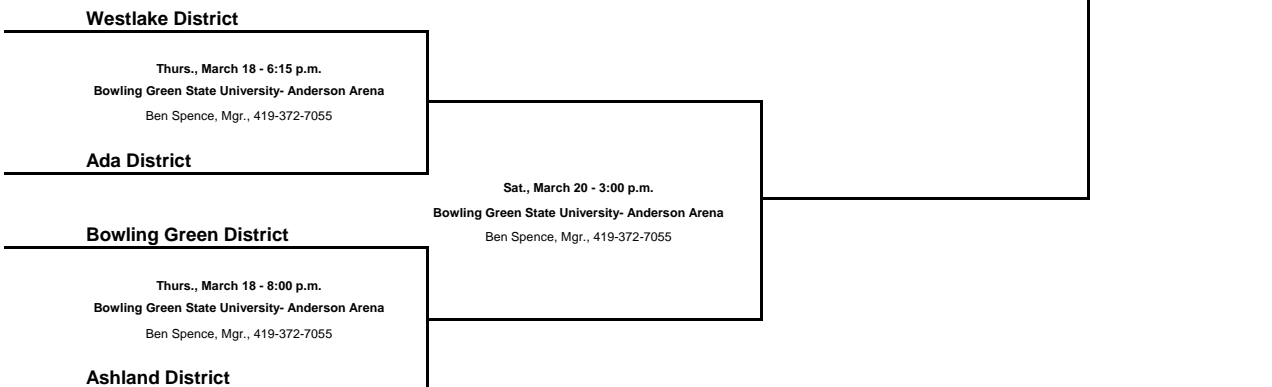 Westlake District
Thurs., March 18 - 6:15 p.m.
Bowling Green State University- Anderson Arena
Ben Spence, Mgr., 419-372-7055
Ada District
Sat., March 20 - 3:00 p.m.
Bowling Green State University- Anderson Arena
Ben Spence, Mgr., 419-372-7055
Bowling Green District
Thurs., March 18 - 8:00 p.m.
Bowling Green State University- Anderson Arena
Ben Spence, Mgr., 419-372-7055
Ashland District